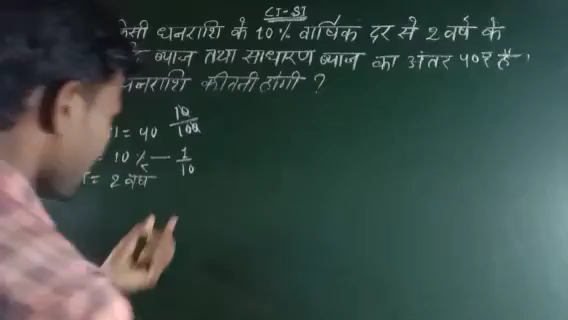 CI-SI
केसी धनराशि के 10% वार्षिक दर से 2 वर्ष के
ब्याज तथा साधारण ब्याज का अंतर 40₹ है।
धनराशि कीतनी होगी ?
= 40 10/100
= 10% — 1/10
= 2 वर्ष